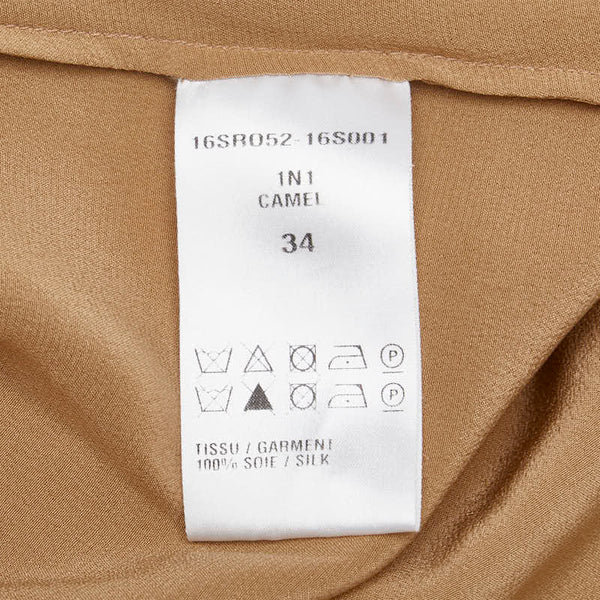 16SR052-16S001
1N1
CAMEL
34
P
P
TISSU / GARMENT
100% SOIE / SILK